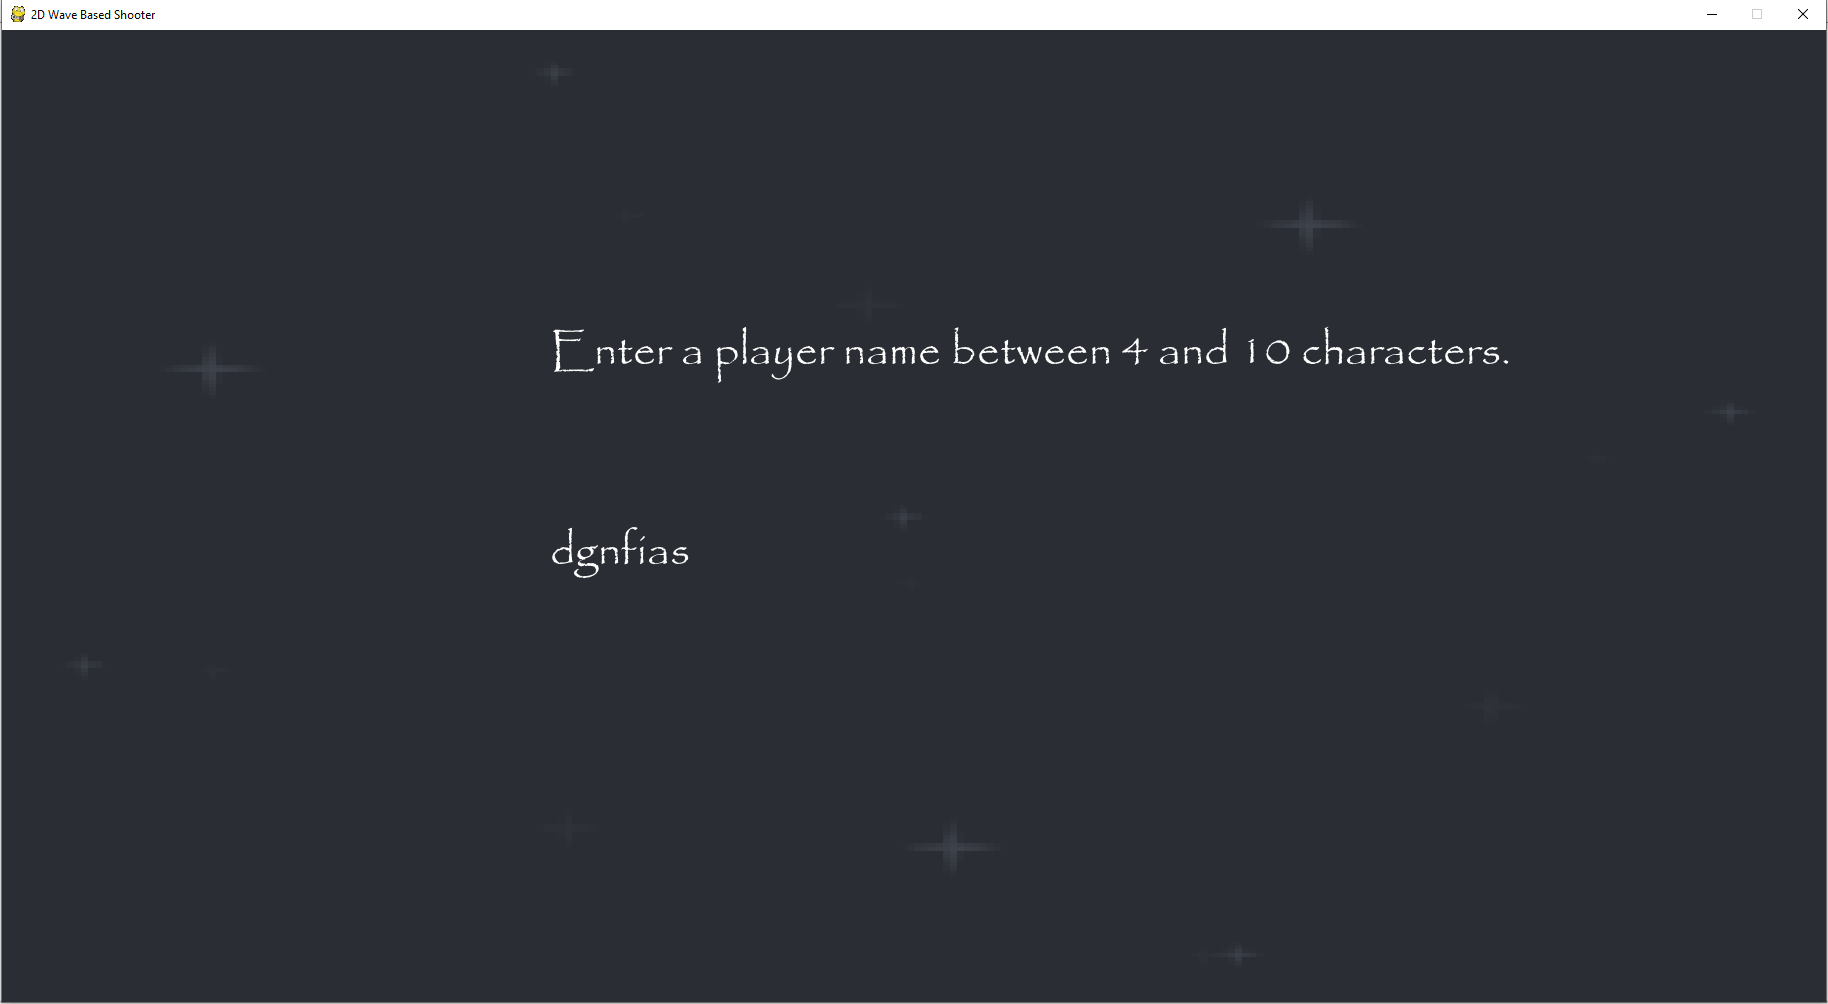 2D Wave Based Shooter
Enter a player name between 4 and 10 characters.
dgnfias